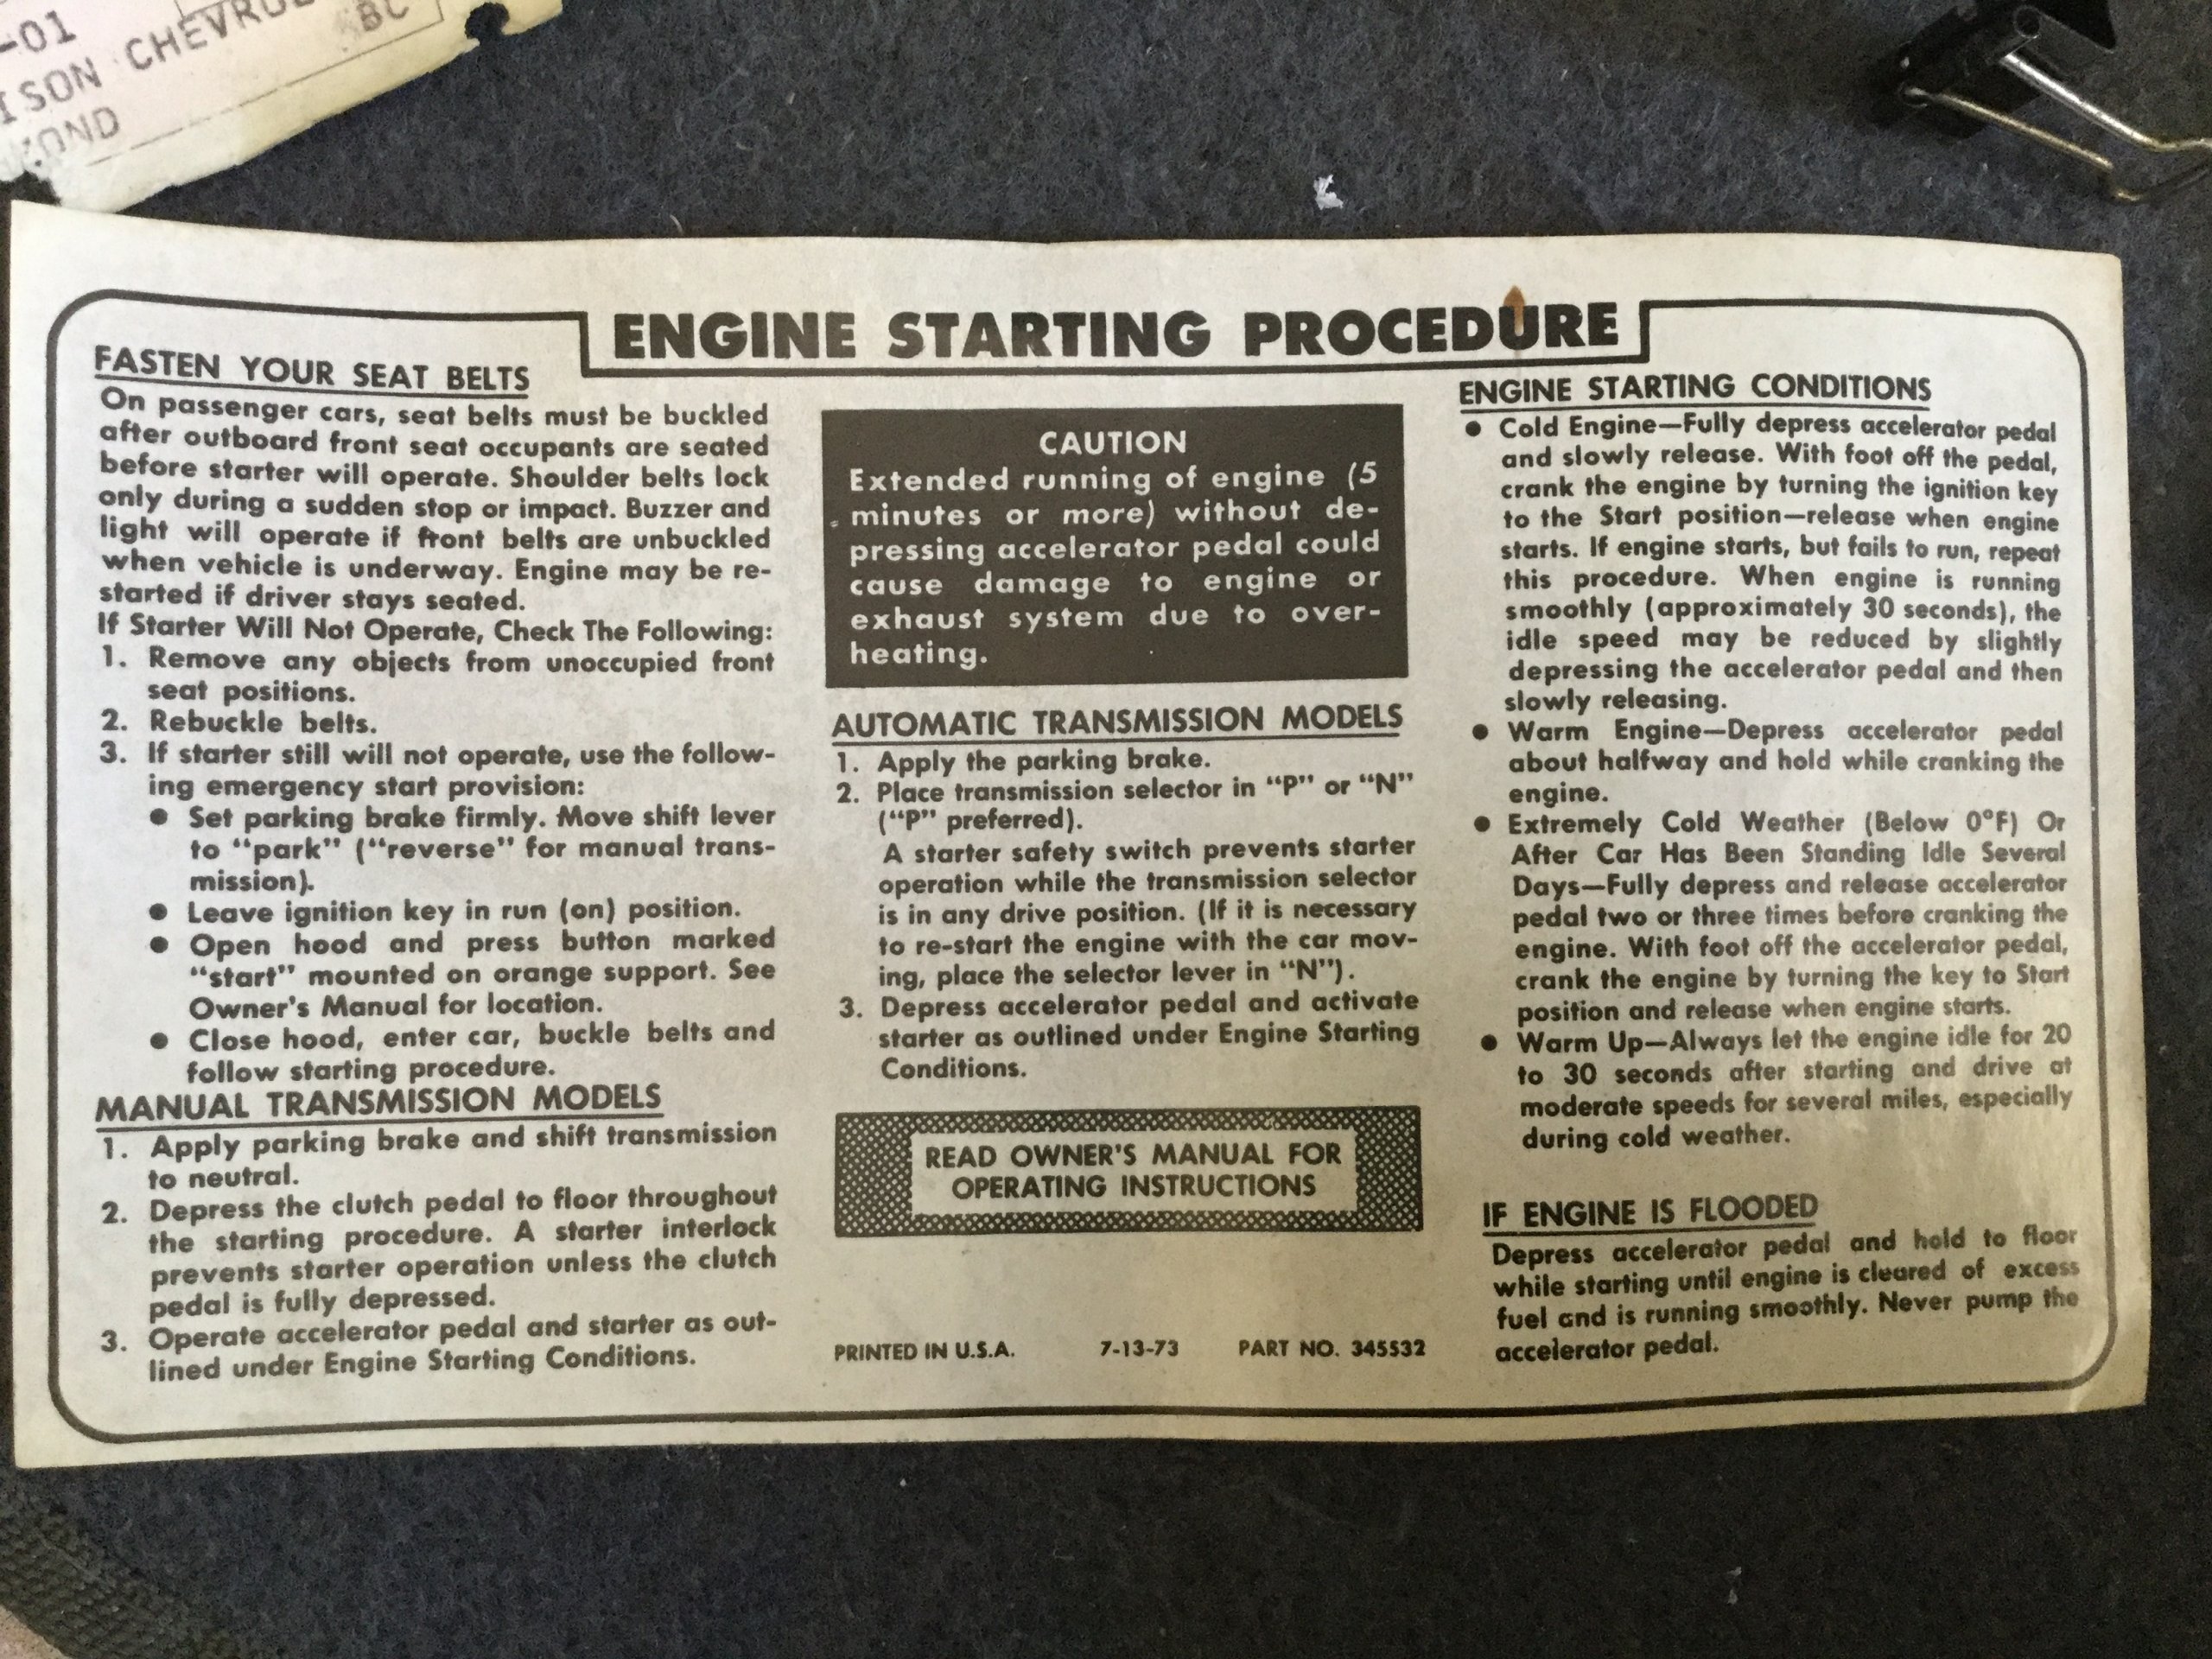 -01
ISON CHEVROL
BC
OND
ENGINE STARTING PROCEDURE
FASTEN YOUR SEAT BELTS
On passenger cars, seat belts must be buckled
after outboard front seat occupants are seated
before starter will operate. Shoulder belts lock
only during a sudden stop or impact. Buzzer and
light will operate if front belts are unbuckled
when vehicle is underway. Engine may be re-
started if driver stays seated.
If Starter Will Not Operate, Check The Following:
1. Remove any objects from unoccupied front
seat positions.
2. Rebuckle belts.
3. If starter still will not operate, use the follow-
ing emergency start provision:
● Set parking brake firmly. Move shift lever
to “park” (“reverse” for manual trans-
mission).
● Leave ignition key in run (on) position.
● Open hood and press button marked
“start” mounted on orange support. See
Owner's Manual for location.
● Close hood, enter car, buckle belts and
follow starting procedure.
MANUAL TRANSMISSION MODELS
1. Apply parking brake and shift transmission
to neutral.
2. Depress the clutch pedal to floor throughout
the starting procedure. A starter interlock
prevents starter operation unless the clutch
pedal is fully depressed.
3. Operate accelerator pedal and starter as out-
lined under Engine Starting Conditions.
CAUTION
Extended running of engine (5
minutes or more) without de-
pressing accelerator pedal could
cause damage to engine or
exhaust system due to over-
heating.
AUTOMATIC TRANSMISSION MODELS
1. Apply the parking brake.
2. Place transmission selector in “P” or “N”
(“P” preferred).
A starter safety switch prevents starter
operation while the transmission selector
is in any drive position. (If it is necessary
to re-start the engine with the car mov-
ing, place the selector lever in “N”).
3. Depress accelerator pedal and activate
starter as outlined under Engine Starting
Conditions.
READ OWNER'S MANUAL FOR
OPERATING INSTRUCTIONS
PRINTED IN U.S.A. 7-13-73 PART NO. 345532
ENGINE STARTING CONDITIONS
● Cold Engine—Fully depress accelerator pedal
and slowly release. With foot off the pedal,
crank the engine by turning the ignition key
to the Start position—release when engine
starts. If engine starts, but fails to run, repeat
this procedure. When engine is running
smoothly (approximately 30 seconds), the
idle speed may be reduced by slightly
depressing the accelerator pedal and then
slowly releasing.
● Warm Engine—Depress accelerator pedal
about halfway and hold while cranking the
engine.
● Extremely Cold Weather (Below 0°F) Or
After Car Has Been Standing Idle Several
Days—Fully depress and release accelerator
pedal two or three times before cranking the
engine. With foot off the accelerator pedal,
crank the engine by turning the key to Start
position and release when engine starts.
● Warm Up—Always let the engine idle for 20
to 30 seconds after starting and drive at
moderate speeds for several miles, especially
during cold weather.
IF ENGINE IS FLOODED
Depress accelerator pedal and hold to floor
while starting until engine is cleared of excess
fuel and is running smoothly. Never pump the
accelerator pedal.